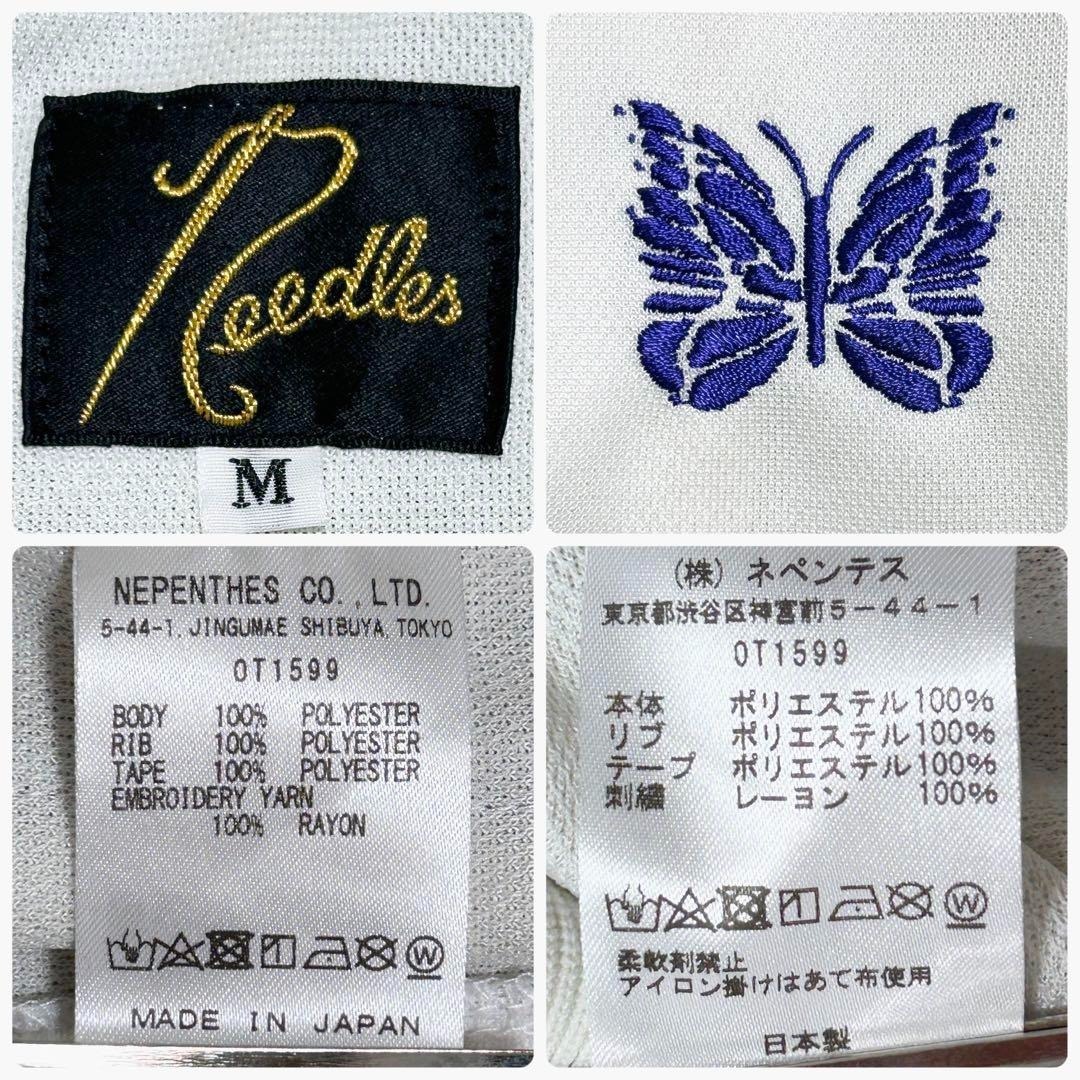 Needles
M
NEPENTHES CO.,LTD.
5-44-1, JINGUMAE SHIBUYA, TOKYO
OT1599
BODY 100% POLYESTER
RIB 100% POLYESTER
TAPE 100% POLYESTER
EMBROIDERY YARN
100% RAYON
W
MADE IN JAPAN
(株) ネペンテス
東京都渋谷区神宮前5-44-1
OT1599
本体 ポリエステル100%
リブ ポリエステル100%
テープ ポリエステル100%
刺繍 レーヨン 100%
W
柔軟剤禁止
アイロン掛けはあて布使用
日本製